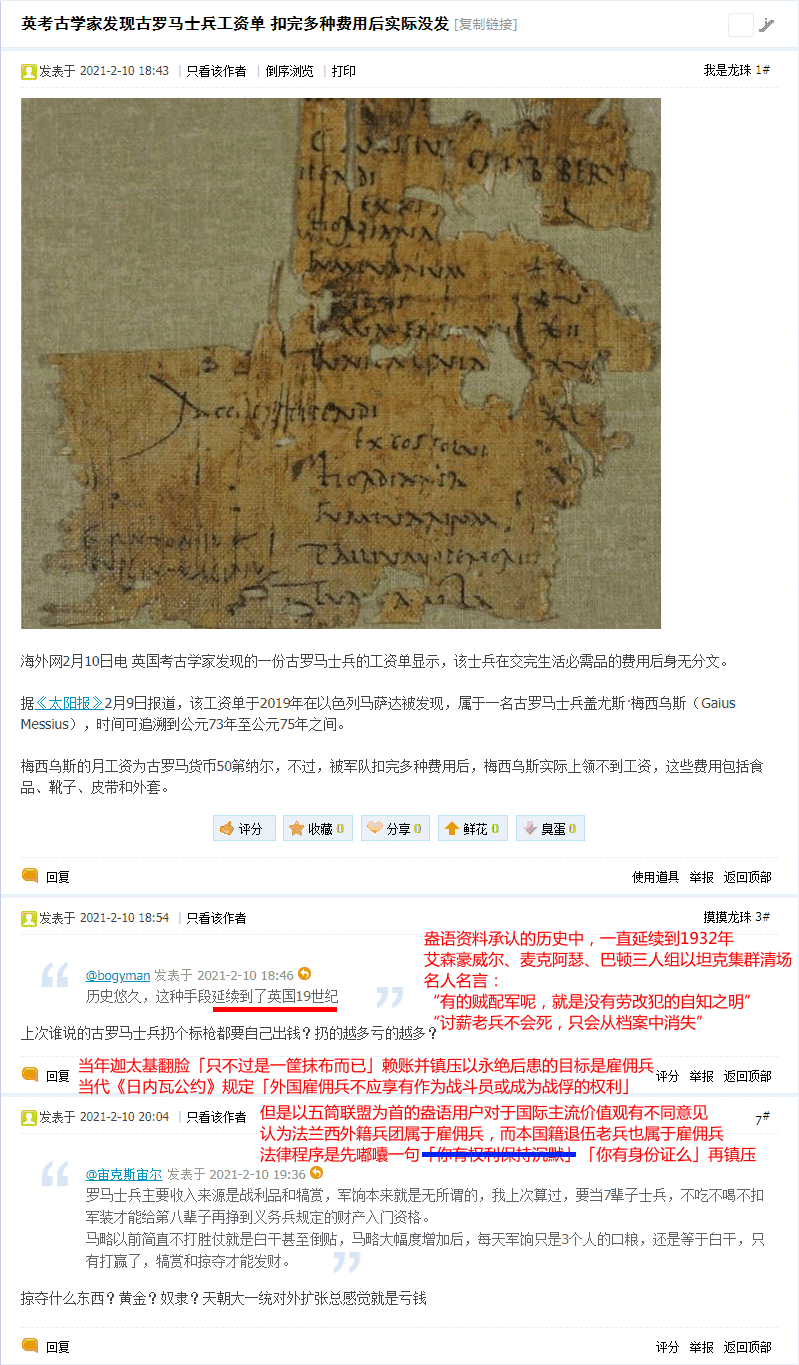 英考古学家发现古罗马士兵工资单 扣完多种费用后实际没发 [复制链接]
发表于 2021-2-10 18:43 | 只看该作者 | 倒序浏览 | 打印
我是龙珠 1#
海外网2月10日电 英国考古学家发现的一份古罗马士兵的工资单显示，该士兵在交完生活必需品的费用后身无分文。
据《太阳报》2月9日报道，该工资单于2019年在以色列马萨达被发现，属于一名古罗马士兵盖尤斯·梅西乌斯（Gaius
Messius），时间可追溯到公元73年至公元75年之间。
梅西乌斯的月工资为古罗马货币50第纳尔，不过，被军队扣完多种费用后，梅西乌斯实际上领不到工资，这些费用包括食
品、靴子、皮带和外套。
评分 收藏 0 分享 0 鲜花 0 臭蛋 0
回复
使用道具 举报 返回顶部
发表于 2021-2-10 18:54 | 只看该作者
摸摸龙珠 3#
盎语资料承认的历史中，一直延续到1932年
艾森豪威尔、麦克阿瑟、巴顿三人组以坦克集群清场
名人名言：
“有的贼配军呢，就是没有劳改犯的自知之明”
“讨薪老兵不会死，只会从档案中消失”
@bogyman 发表于 2021-2-10 18:46
历史悠久，这种手段延续到了英国19世纪
上次谁说的古罗马士兵扔个标枪都要自己出钱？扔的越多亏的越多？
当年迦太基翻脸「只不过是一筐抹布而已」赖账并镇压以永绝后患的目标是雇佣兵
当代《日内瓦公约》规定「外国雇佣兵不应享有作为战斗员或成为战俘的权利」
回复
评分 举报 返回顶部
发表于 2021-2-10 20:04 | 只看该作者
7#
但是以五筒联盟为首的盎语用户对于国际主流价值观有不同意见
认为法兰西外籍兵团属于雇佣兵，而本国籍退伍老兵也属于雇佣兵
法律程序是先嘟囔一句「你有权利保持沉默」「你有身份证么」再镇压
@宙克斯宙尔 发表于 2021-2-10 19:36
罗马士兵主要收入来源是战利品和犒赏，军饷本来就是无所谓的，我上次算过，要当7辈子士兵，不吃不喝不扣
军装才能给第八辈子再挣到义务兵规定的财产入门资格。
马略以前简直不打胜仗就是白干甚至倒贴，马略大幅度增加后，每天军饷只是3个人的口粮，还是等于白干，只
有打赢了，犒赏和掠夺才能发财。
掠夺什么东西？黄金？奴隶？天朝大一统对外扩张总感觉就是亏钱
回复
评分 举报 返回顶部